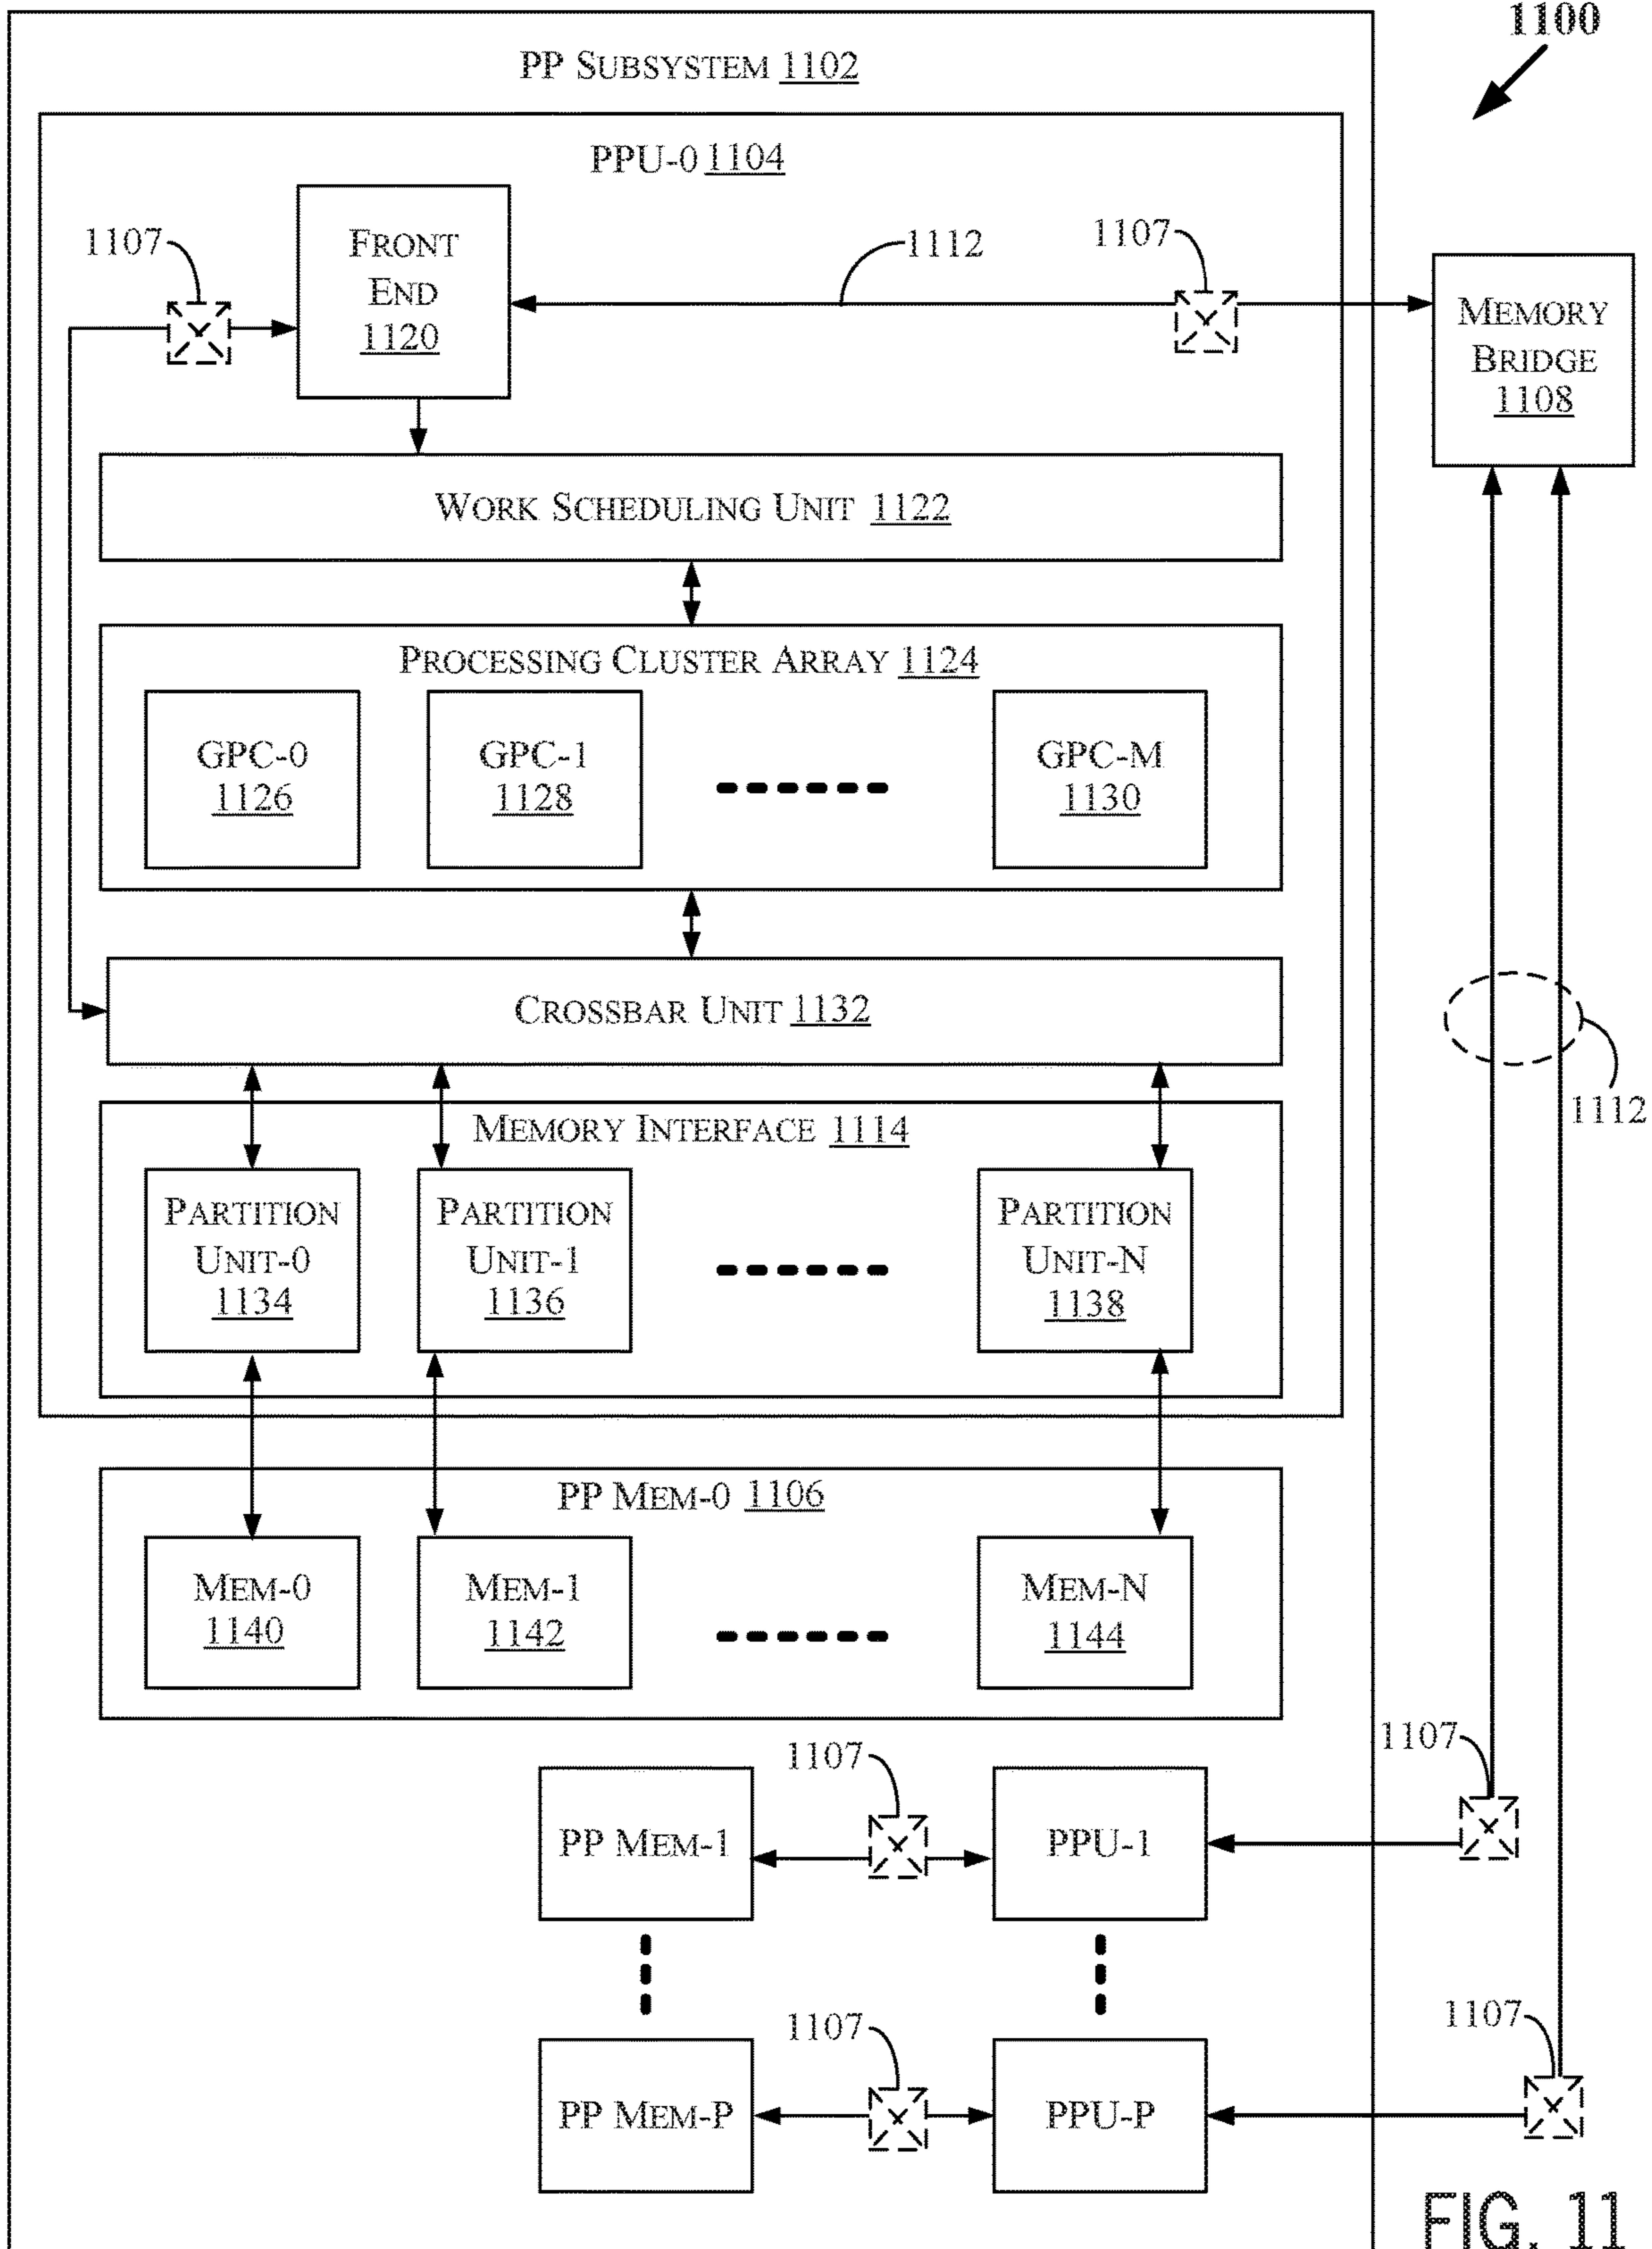 1100
PP SUBSYSTEM 1102
PPU-0 1104
1107
FRONT
END
1120
1112
1107
MEMORY
BRIDGE
1108
WORK SCHEDULING UNIT 1122
PROCESSING CLUSTER ARRAY 1124
GPC-0
1126
GPC-1
1128
GPC-M
1130
CROSSBAR UNIT 1132
1112
MEMORY INTERFACE 1114
PARTITION
UNIT-0
1134
PARTITION
UNIT-1
1136
PARTITION
UNIT-N
1138
PP MEM-0 1106
MEM-0
1140
MEM-1
1142
MEM-N
1144
1107
1107
PP MEM-1
PPU-1
1107
1107
PP MEM-P
PPU-P
FIG. 11